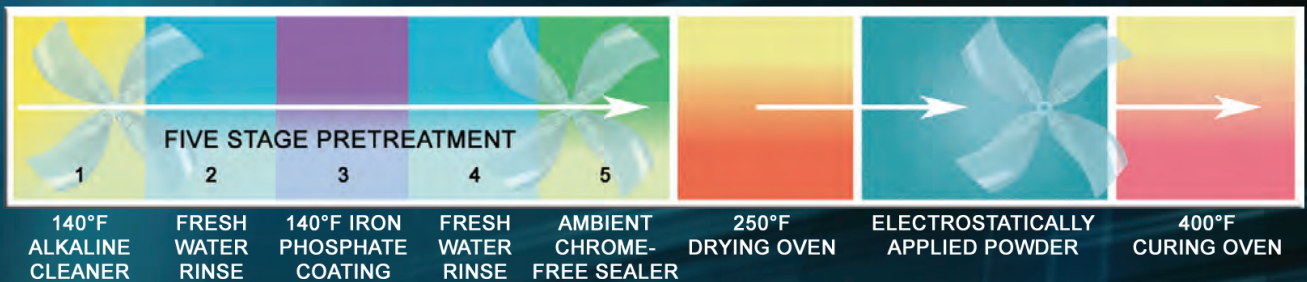 FIVE STAGE PRETREATMENT
1 2 3 4 5
140°F
ALKALINE
CLEANER
FRESH
WATER
RINSE
140°F IRON
PHOSPHATE
COATING
FRESH
WATER
RINSE
AMBIENT
CHROME-
FREE SEALER
250°F
DRYING OVEN
ELECTROSTATICALLY
APPLIED POWDER
400°F
CURING OVEN